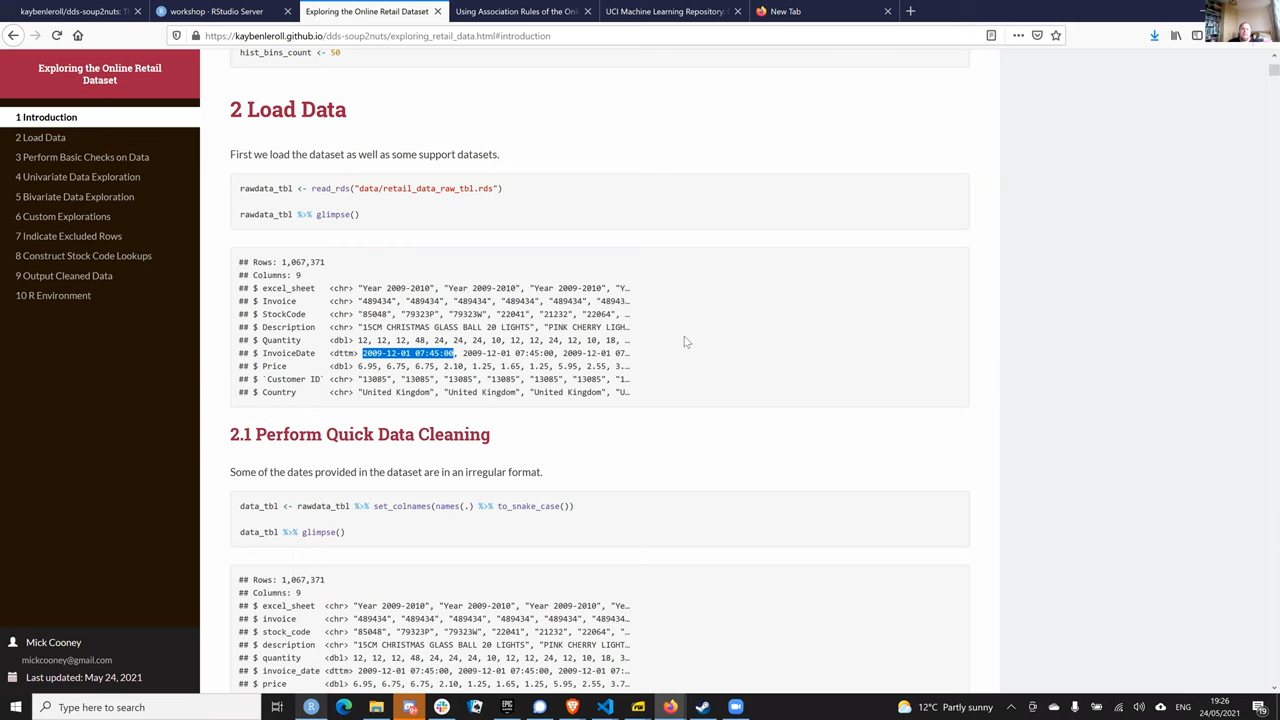 kaybenleroll/dds-soup2nuts: Th
workshop - RStudio Server
Exploring the Online Retail Dataset
Using Association Rules of the Onlin
UCI Machine Learning Repository: O
New Tab
https://kaybenleroll.github.io/dds-soup2nuts/exploring_retail_data.html#introduction
Exploring the Online Retail
Dataset
1 Introduction
2 Load Data
3 Perform Basic Checks on Data
4 Univariate Data Exploration
5 Bivariate Data Exploration
6 Custom Explorations
7 Indicate Excluded Rows
8 Construct Stock Code Lookups
9 Output Cleaned Data
10 R Environment
Mick Cooney
mickcooney@gmail.com
Last updated: May 24, 2021
hist_bins_count <- 50
2 Load Data
First we load the dataset as well as some support datasets.
rawdata_tbl <- read_rds("data/retail_data_raw_tbl.rds")
rawdata_tbl %>% glimpse()
## Rows: 1,067,371
## Columns: 9
## $ excel_sheet <chr> "Year 2009-2010", "Year 2009-2010", "Year 2009-2010", "Y…
## $ Invoice <chr> "489434", "489434", "489434", "489434", "489434", "48943…
## $ StockCode <chr> "85048", "79323P", "79323W", "22041", "21232", "22064", …
## $ Description <chr> "15CM CHRISTMAS GLASS BALL 20 LIGHTS", "PINK CHERRY LIGH…
## $ Quantity <dbl> 12, 12, 12, 48, 24, 24, 24, 10, 12, 12, 24, 12, 10, 18, …
## $ InvoiceDate <dttm> 2009-12-01 07:45:00, 2009-12-01 07:45:00, 2009-12-01 07…
## $ Price <dbl> 6.95, 6.75, 6.75, 2.10, 1.25, 1.65, 1.25, 5.95, 2.55, 3.…
## $ `Customer ID` <chr> "13085", "13085", "13085", "13085", "13085", "13085", "1…
## $ Country <chr> "United Kingdom", "United Kingdom", "United Kingdom", "U…
2.1 Perform Quick Data Cleaning
Some of the dates provided in the dataset are in an irregular format.
data_tbl <- rawdata_tbl %>% set_colnames(names(.) %>% to_snake_case())
data_tbl %>% glimpse()
## Rows: 1,067,371
## Columns: 9
## $ excel_sheet <chr> "Year 2009-2010", "Year 2009-2010", "Year 2009-2010", "Ye…
## $ invoice <chr> "489434", "489434", "489434", "489434", "489434", "489434…
## $ stock_code <chr> "85048", "79323P", "79323W", "22041", "21232", "22064", "…
## $ description <chr> "15CM CHRISTMAS GLASS BALL 20 LIGHTS", "PINK CHERRY LIGHT…
## $ quantity <dbl> 12, 12, 12, 48, 24, 24, 24, 10, 12, 12, 24, 12, 10, 18, 3…
## $ invoice_date <dttm> 2009-12-01 07:45:00, 2009-12-01 07:45:00, 2009-12-01 07:…
## $ price <dbl> 6.95, 6.75, 6.75, 2.10, 1.25, 1.65, 1.25, 5.95, 2.55, 3.7…
Type here to search
12°C Partly sunny
19:26
24/05/2021